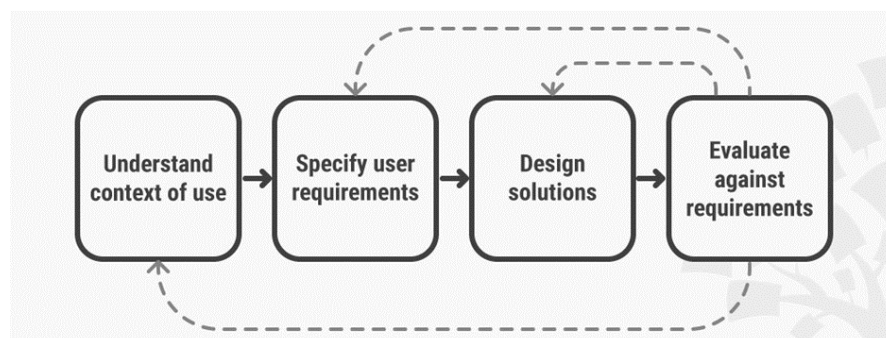 Understand
context of use
Specify user
requirements
Design
solutions
Evaluate
against
requirements